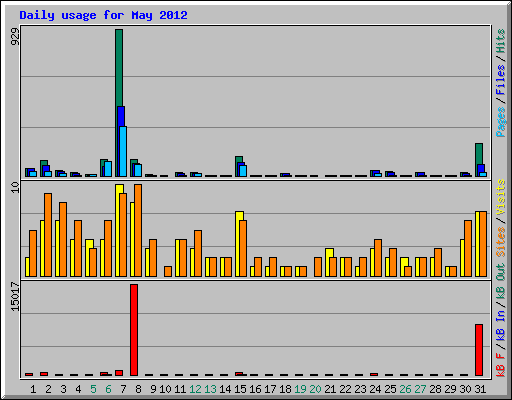 Daily usage for May 2012
929
Pages / Files / Hits
10
Sites / Visits
15017
kB F / kB In / kB Out
1 2 3 4 5 6 7 8 9 10 11 12 13 14 15 16 17 18 19 20 21 22 23 24 25 26 27 28 29 30 31